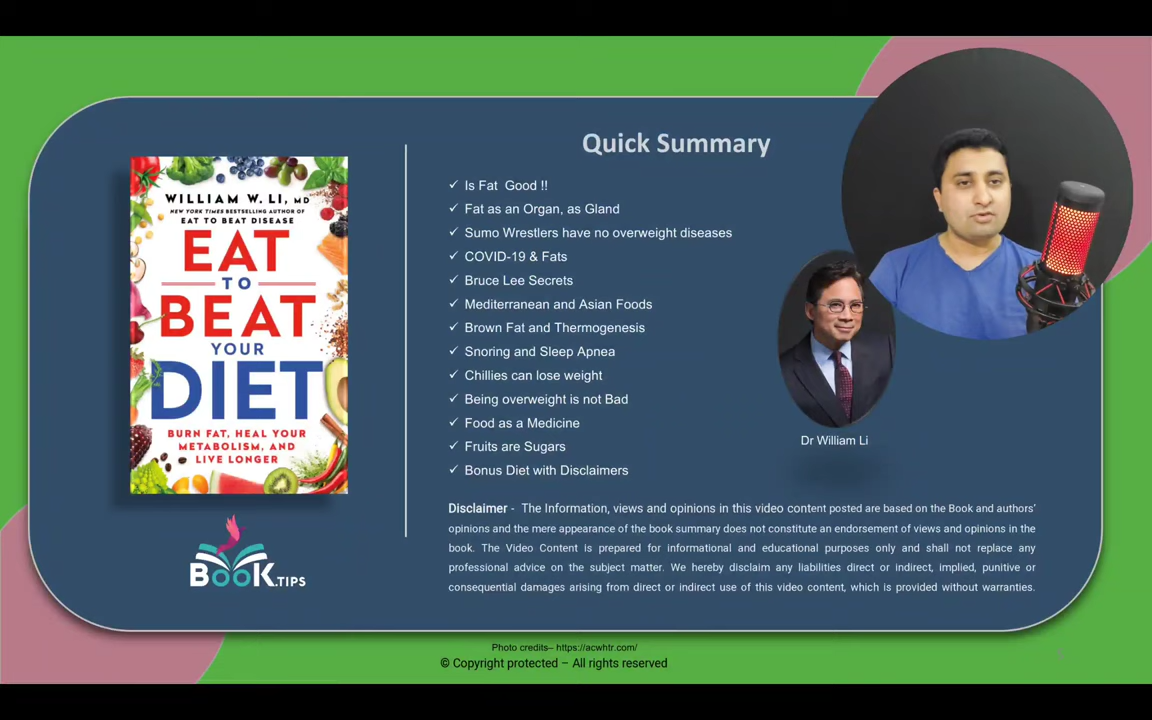 WILLIAM W. LI, MD
NEW YORK TIMES BESTSELLING AUTHOR OF
EAT TO BEAT DISEASE
EAT
TO
BEAT
YOUR
DIET
BURN FAT, HEAL YOUR
METABOLISM, AND
LIVE LONGER
BOOK.TIPS
Quick Summary
✓ Is Fat Good !!
✓ Fat as an Organ, as Gland
✓ Sumo Wrestlers have no overweight diseases
✓ COVID-19 & Fats
✓ Bruce Lee Secrets
✓ Mediterranean and Asian Foods
✓ Brown Fat and Thermogenesis
✓ Snoring and Sleep Apnea
✓ Chillies can lose weight
✓ Being overweight is not Bad
✓ Food as a Medicine
✓ Fruits are Sugars
✓ Bonus Diet with Disclaimers
Dr William Li
Disclaimer - The Information, views and opinions in this video content posted are based on the Book and authors'
opinions and the mere appearance of the book summary does not constitute an endorsement of views and opinions in the
book. The Video Content is prepared for informational and educational purposes only and shall not replace any
professional advice on the subject matter. We hereby disclaim any liabilities direct or indirect, implied, punitive or
consequential damages arising from direct or indirect use of this video content, which is provided without warranties.
Photo credits– https://acwhtr.com/
© Copyright protected – All rights reserved